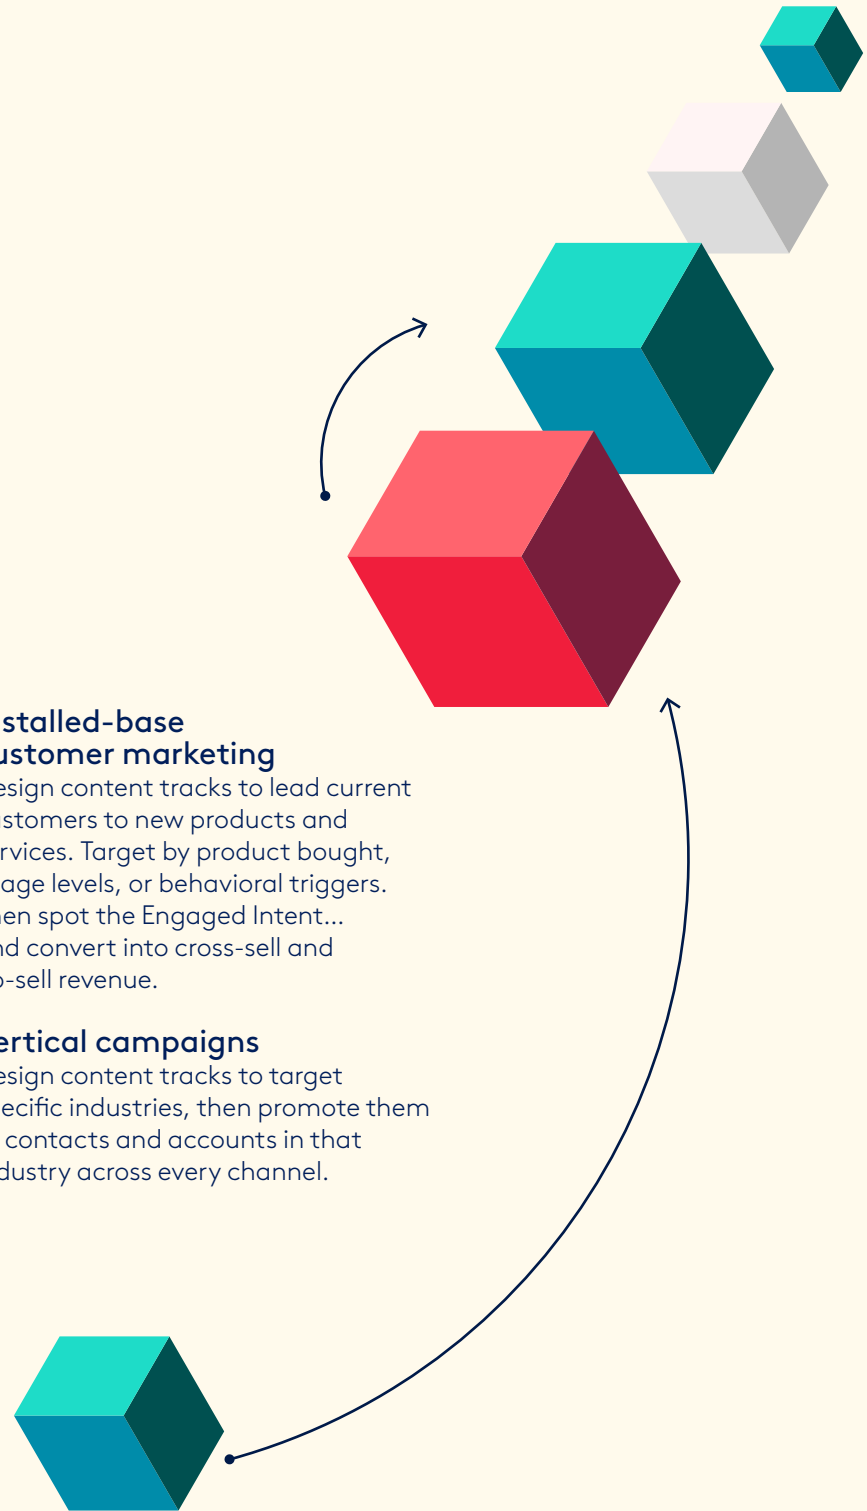 stalled-base
ustomer marketing
esign content tracks to lead current
stomers to new products and
rvices. Target by product bought,
age levels, or behavioral triggers.
en spot the Engaged Intent…
nd convert into cross-sell and
-sell revenue.
ertical campaigns
esign content tracks to target
ecific industries, then promote them
contacts and accounts in that
dustry across every channel.